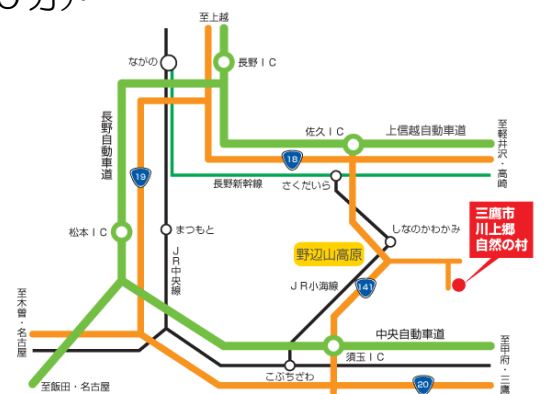 至上越
ながの
長野ＩＣ
長野自動車道
佐久ＩＣ
上信越自動車道
至軽井沢・高崎
18
19
長野新幹線
さくだいら
松本ＩＣ
まつもと
ＪＲ中央線
しなのかわかみ
三鷹市
川上郷
自然の村
野辺山高原
ＪＲ小海線
141
至木曽・名古屋
中央自動車道
須玉ＩＣ
至甲府・三鷹
こぶちざわ
至飯田・名古屋
20